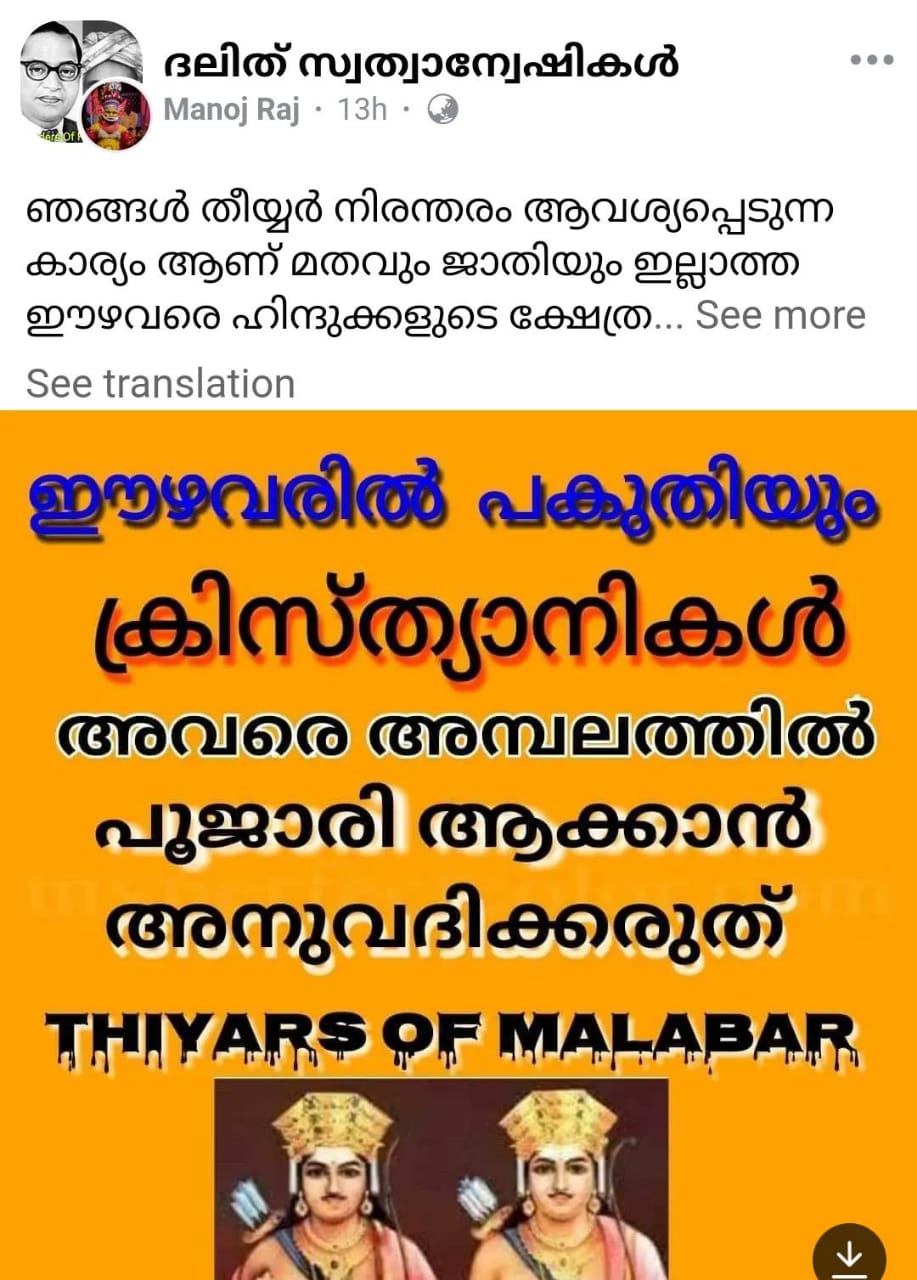 ദലിത് സ്വത്വാന്വേഷികൾ
Manoj Raj · 13h ·
ഞങ്ങൾ തീയ്യർ നിരന്തരം ആവശ്യപ്പെടുന്ന
കാര്യം ആണ് മതവും ജാതിയും ഇല്ലാത്ത
ഈഴവരെ ഹിന്ദുക്കളുടെ ക്ഷേത്ര... See more
See translation
ഈഴവരിൽ പകുതിയും
ക്രിസ്ത്യാനികൾ
അവരെ അമ്പലത്തിൽ
പൂജാരി ആക്കാൻ
അനുവദിക്കരുത്
THIYARS OF MALABAR